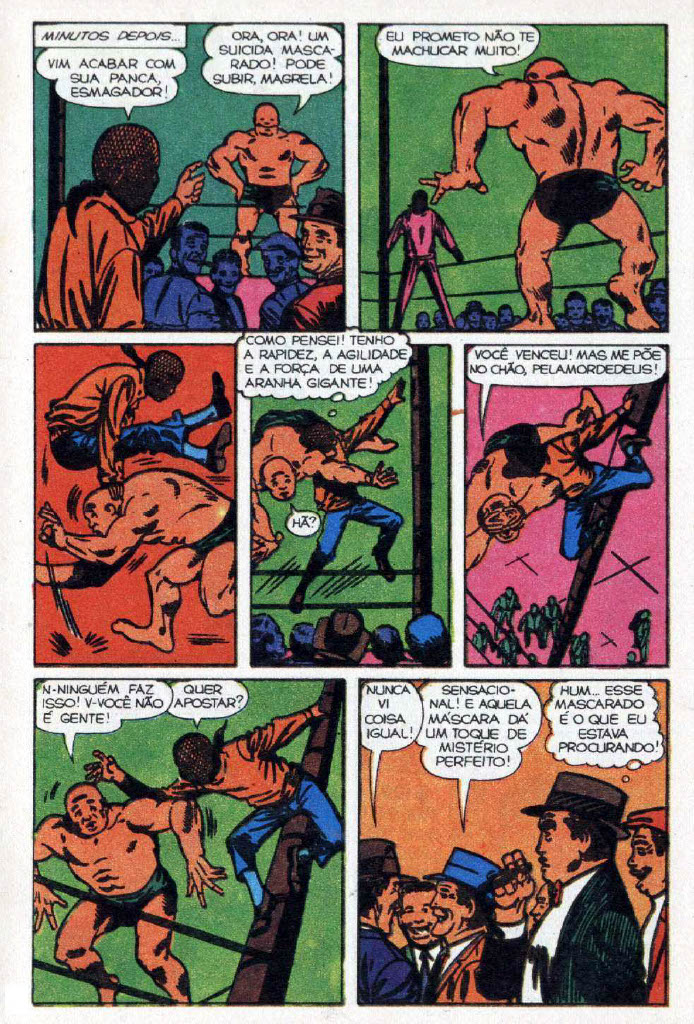 MINUTOS DEPOIS...
VIM ACABAR COM
SUA PANCA,
ESMAGADOR!
ORA, ORA! UM
SUICIDA MASCA-
RADO! PODE
SUBIR, MAGRELA!
EU PROMETO NÃO TE
MACHUCAR MUITO!
COMO PENSEI! TENHO
A RAPIDEZ, A AGILIDADE
E A FORÇA DE UMA
ARANHA GIGANTE!
HÃ?
VOCÊ VENCEU! MAS ME PÕE
NO CHÃO, PELAMORDEDEUS!
N-NINGUÉM FAZ
ISSO! V-VOCÊ NÃO
É GENTE!
QUER
APOSTAR?
NUNCA
VI
COISA
IGUAL!
SENSACIO-
NAL! E AQUELA
MÁSCARA DÁ
UM TOQUE DE
MISTÉRIO
PERFEITO!
HUM... ESSE
MASCARADO
É O QUE EU
ESTAVA
PROCURANDO!